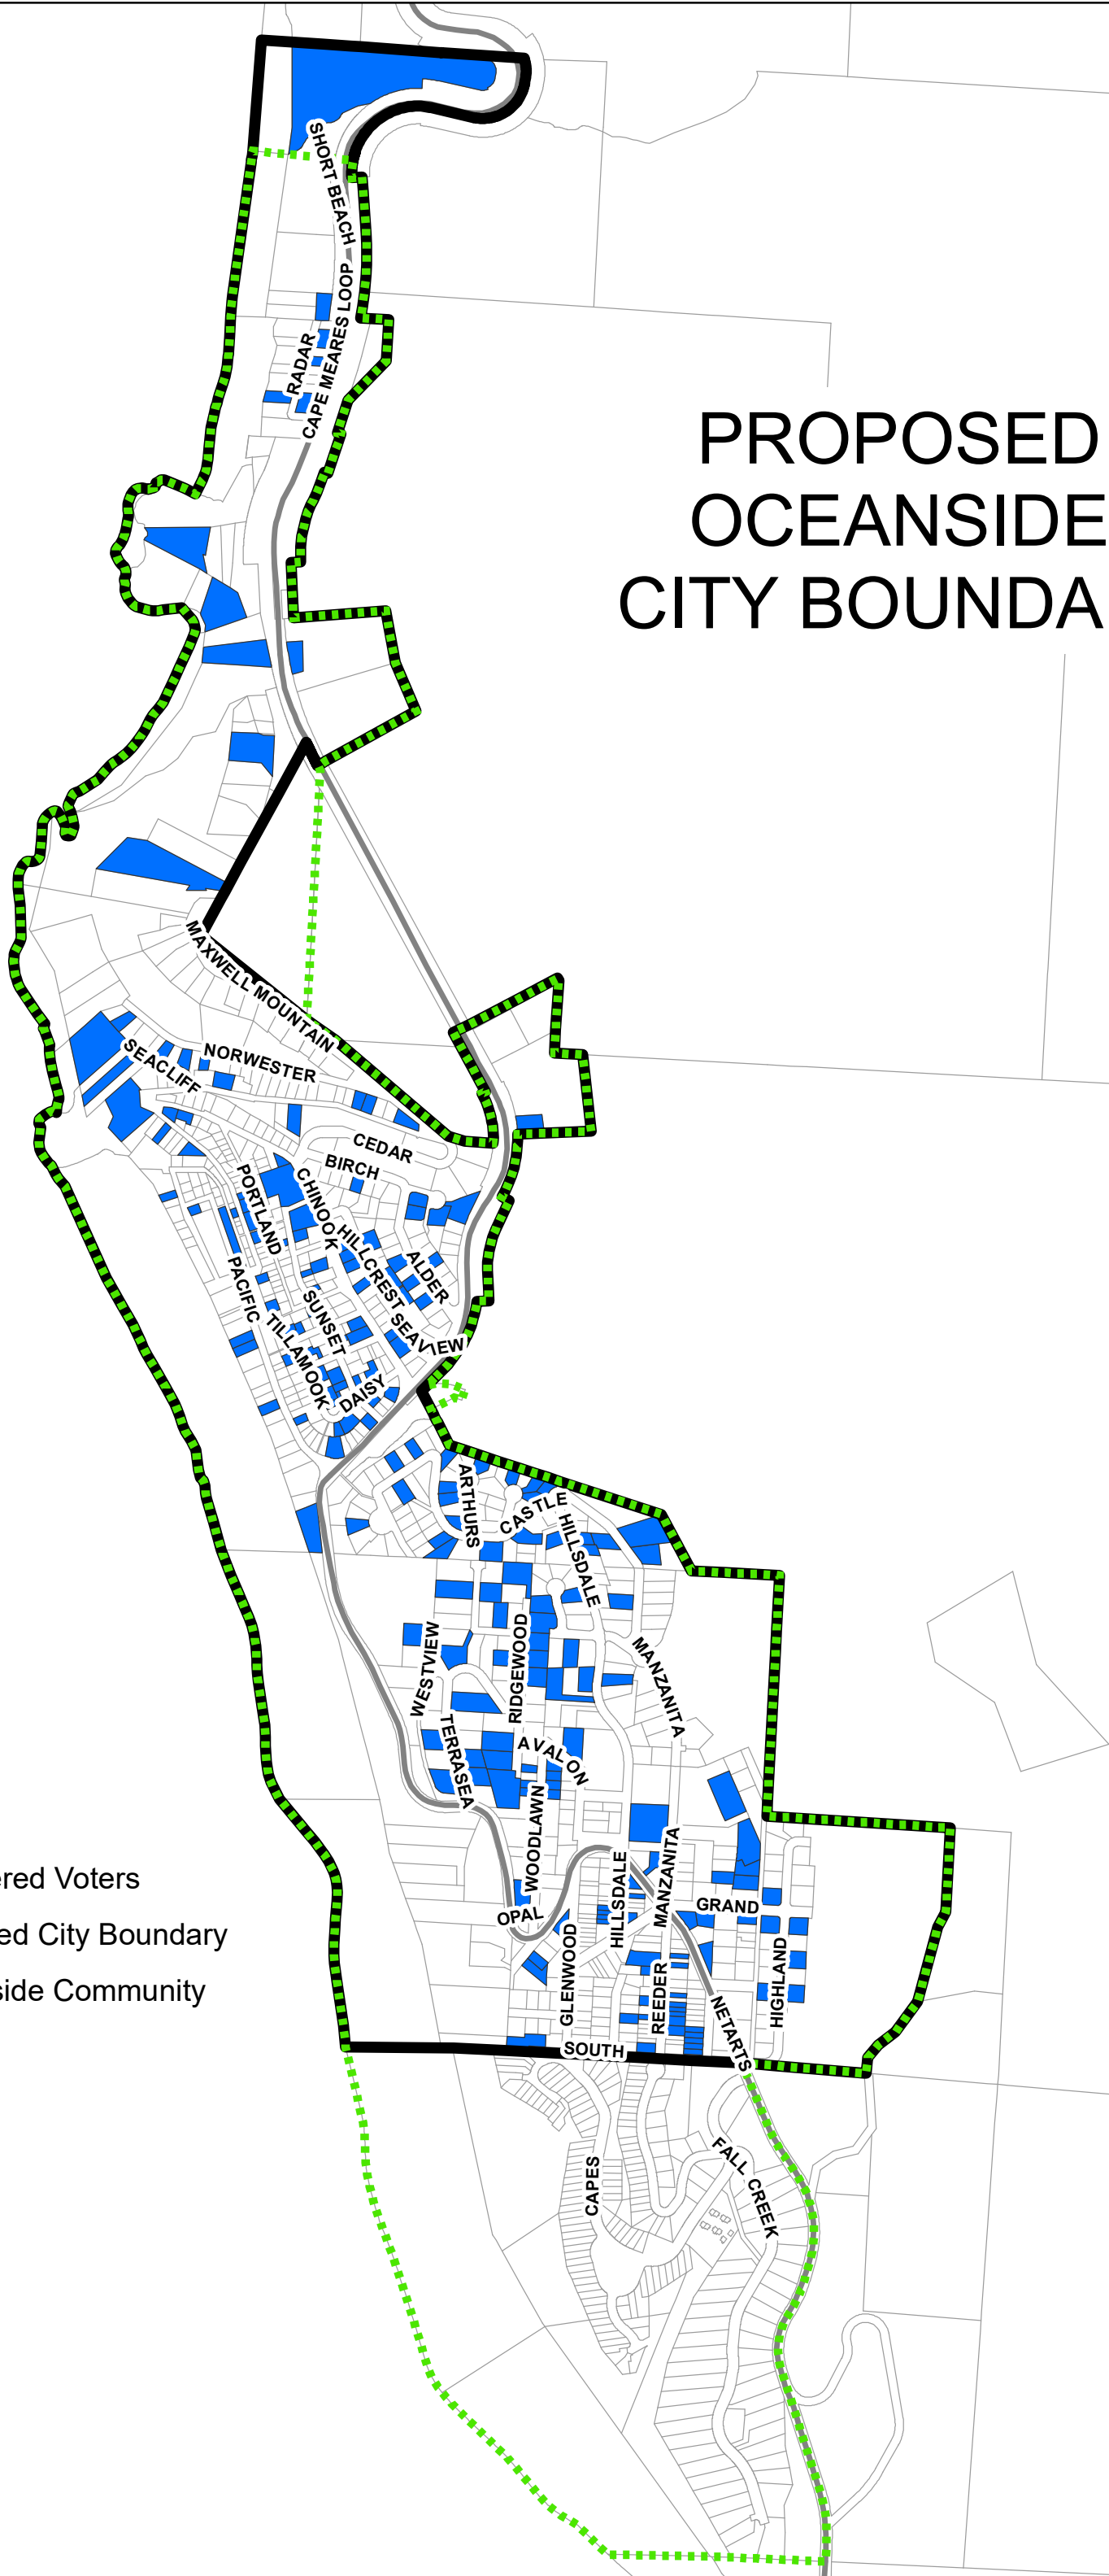 SHORT BEACH
CAPE MEARES LOOP
RADAR
PROPOSED
OCEANSIDE
CITY BOUNDA
MAXWELL MOUNTAIN
NORWESTER
SEACLIFF
CEDAR
BIRCH
PORTLAND
CHINOOK
HILLCREST
ALDER
PACIFIC
SUNSET
SEAVIEW
TILLAMOOK
DAISY
ARTHURS
CASTLE
HILLSDALE
WESTVIEW
RIDGEWOOD
MANZANITA
TERRASEA
AVALON
WOODLAWN
HILLSDALE
MANZANITA
ered Voters
GRAND
OPAL
ed City Boundary
GLENWOOD
HIGHLAND
side Community
REEDER
NETARTS
SOUTH
CAPES
FALL CREEK